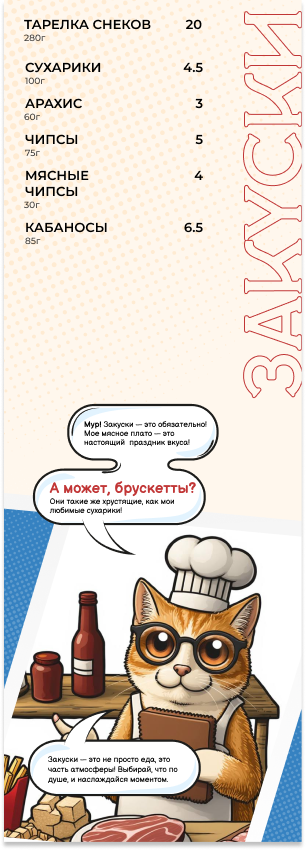 ТАРЕЛКА СНЕКОВ 20
280г
СУХАРИКИ 4.5
100г
АРАХИС 3
60г
ЧИПСЫ 5
75г
МЯСНЫЕ 4
ЧИПСЫ
30г
КАБАНОСЫ 6.5
85г
ЗАКУСКИ
Мур! Закуски — это обязательно!
Мое мясное плато — это
настоящий праздник вкуса!
А может, брускетты?
Они такие же хрустящие, как мои
любимые сухарики!
Закуски — это не просто еда, это
часть атмосферы! Выбирай, что по
душе, и наслаждайся моментом.